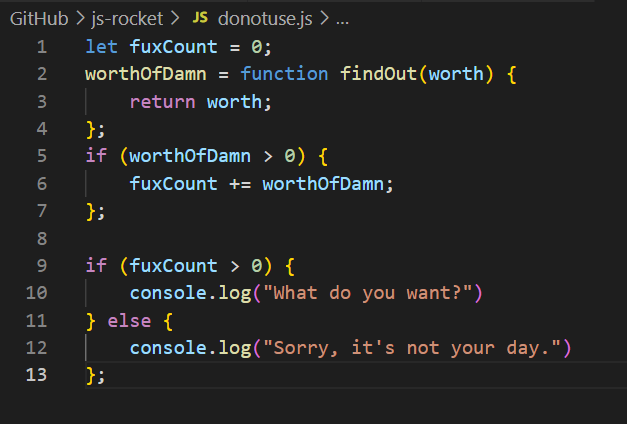 GitHub > js-rocket > JS donotuse.js > ...
1 let fuxCount = 0;
2 worthOfDamn = function findOut(worth) {
3     return worth;
4 };
5 if (worthOfDamn > 0) {
6     fuxCount += worthOfDamn;
7 };
8
9 if (fuxCount > 0) {
10     console.log("What do you want?")
11 } else {
12     console.log("Sorry, it's not your day.")
13 };